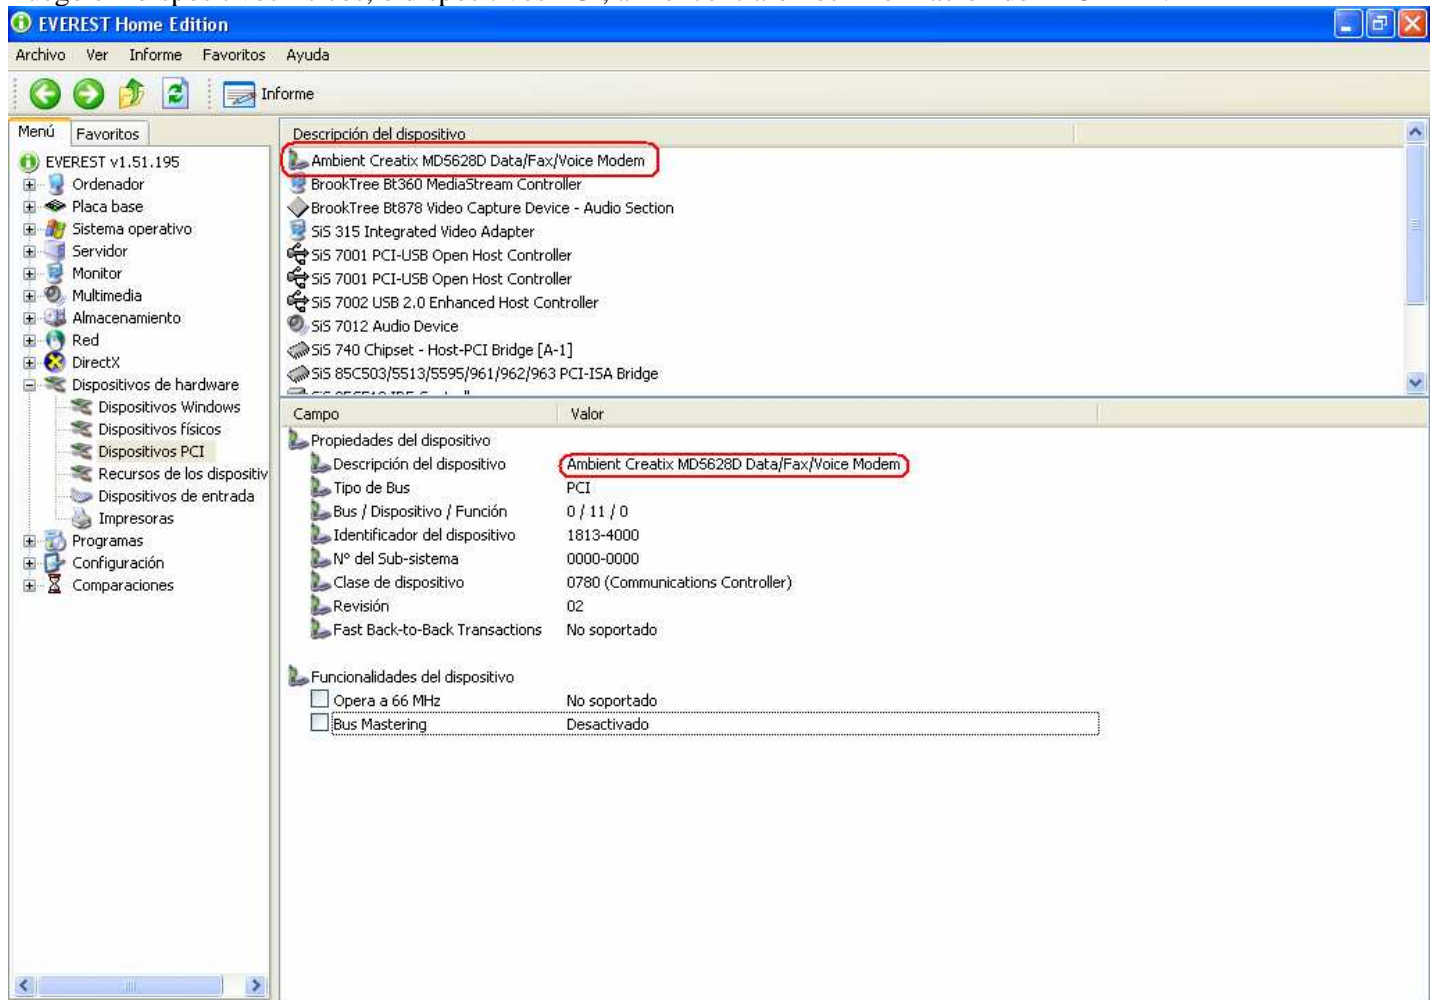 EVEREST Home Edition
Archivo Ver Informe Favoritos Ayuda
Informe
Menú Favoritos
EVEREST v1.51.195
Ordenador
Placa base
Sistema operativo
Servidor
Monitor
Multimedia
Almacenamiento
Red
DirectX
Dispositivos de hardware
Dispositivos Windows
Dispositivos físicos
Dispositivos PCI
Recursos de los dispositiv
Dispositivos de entrada
Impresoras
Programas
Configuración
Comparaciones
Descripción del dispositivo
Ambient Creatix MD5628D Data/Fax/Voice Modem
BrookTree Bt360 MediaStream Controller
BrookTree Bt878 Video Capture Device - Audio Section
SiS 315 Integrated Video Adapter
SiS 7001 PCI-USB Open Host Controller
SiS 7001 PCI-USB Open Host Controller
SiS 7002 USB 2.0 Enhanced Host Controller
SiS 7012 Audio Device
SiS 740 Chipset - Host-PCI Bridge [A-1]
SiS 85C503/5513/5595/961/962/963 PCI-ISA Bridge
Campo Valor
Propiedades del dispositivo
Descripción del dispositivo Ambient Creatix MD5628D Data/Fax/Voice Modem
Tipo de Bus PCI
Bus / Dispositivo / Función 0 / 11 / 0
Identificador del dispositivo 1813-4000
Nº del Sub-sistema 0000-0000
Clase de dispositivo 0780 (Communications Controller)
Revisión 02
Fast Back-to-Back Transactions No soportado
Funcionalidades del dispositivo
Opera a 66 MHz No soportado
Bus Mastering Desactivado